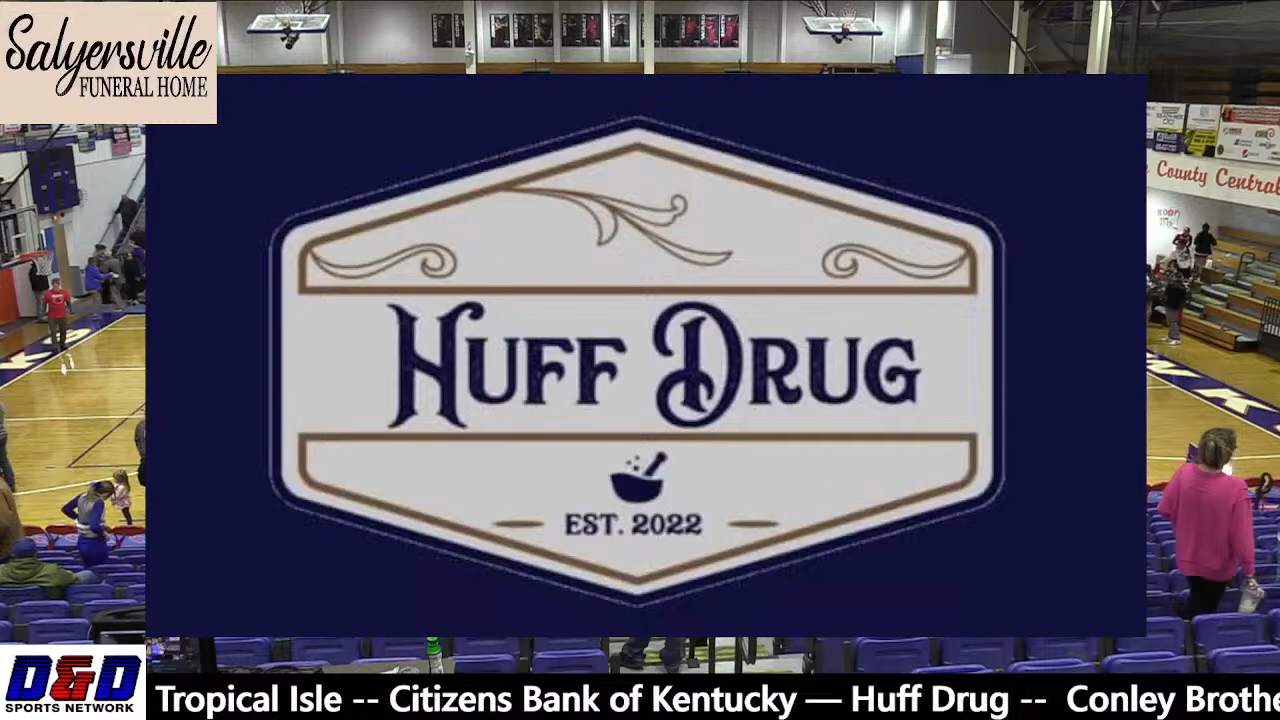 Salyersville
FUNERAL HOME
County Central
HUFF DRUG
EST. 2022
D&D
SPORTS NETWORK
Tropical Isle -- Citizens Bank of Kentucky — Huff Drug -- Conley Brothe